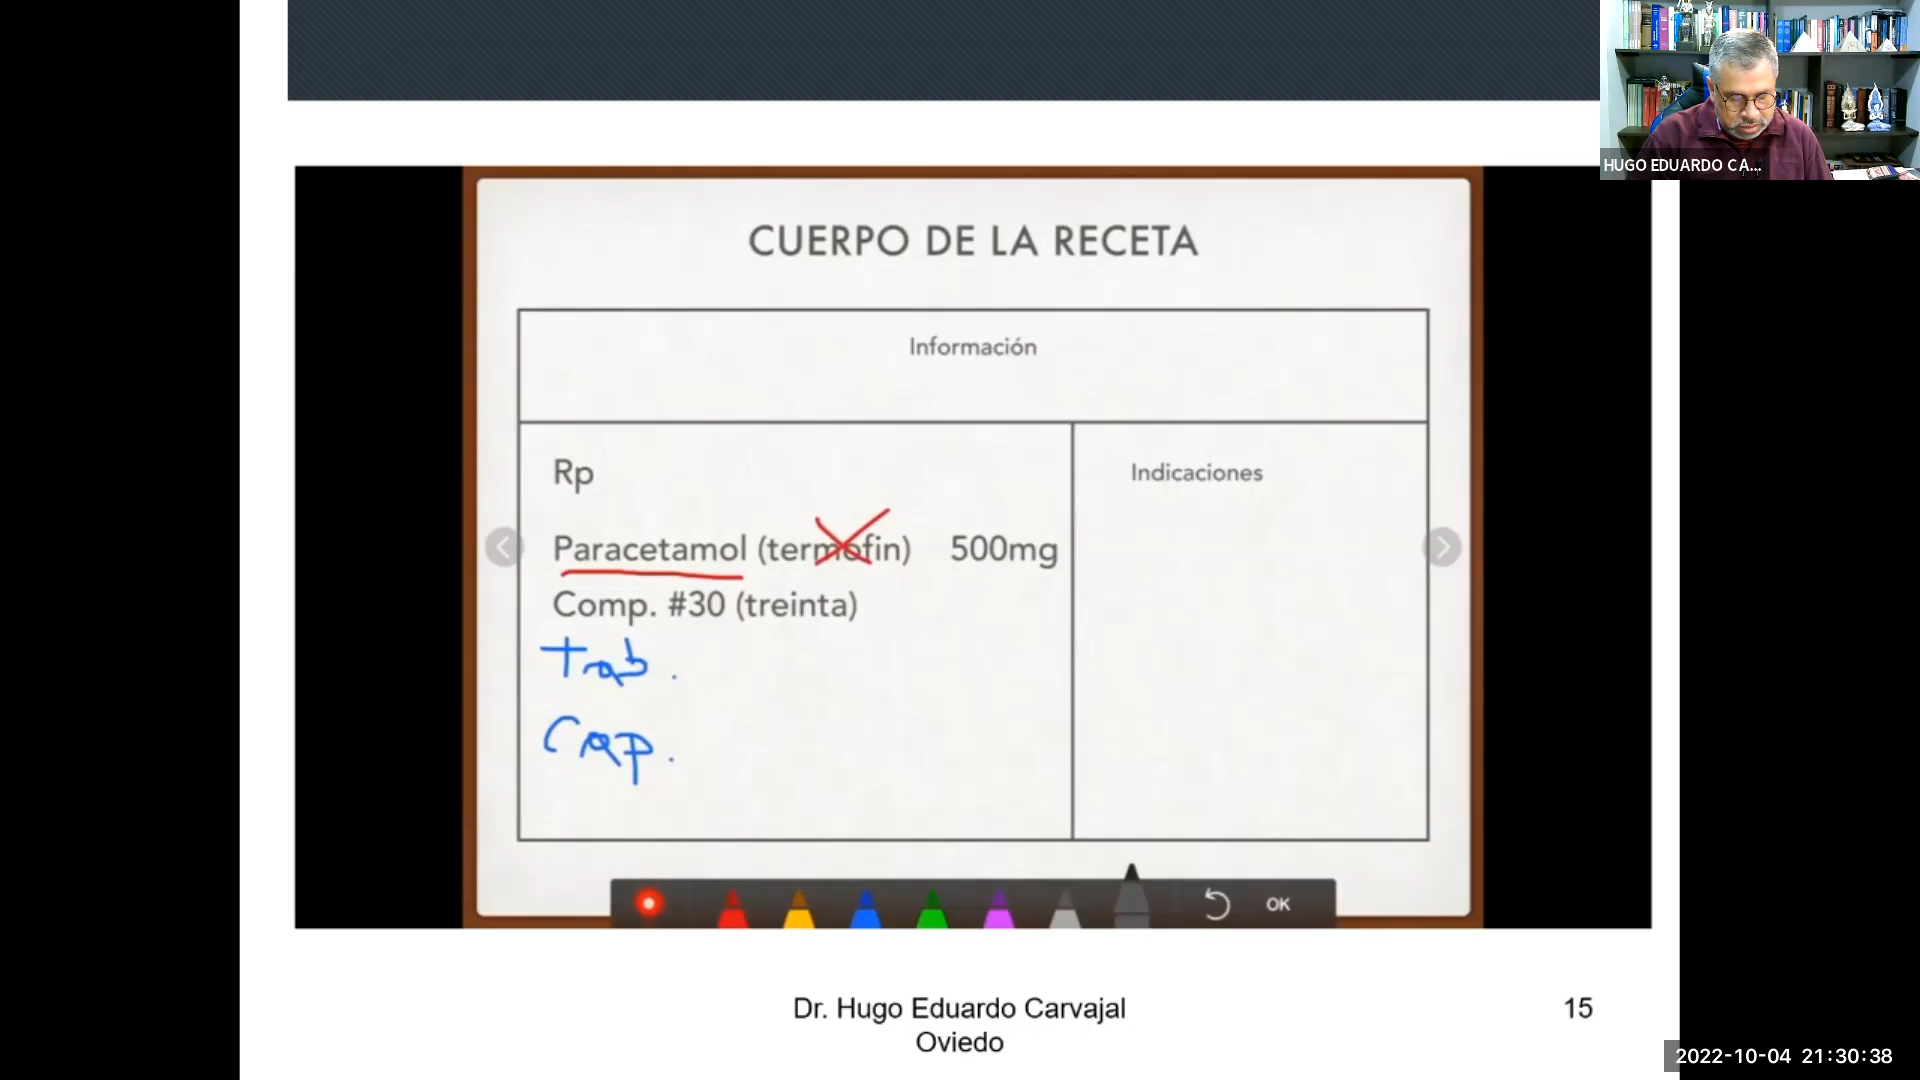 HUGO EDUARDO CA...
CUERPO DE LA RECETA
Información
Rp
Indicaciones
Paracetamol (termofin) 500mg
Comp. #30 (treinta)
Tab.
Cap.
OK
Dr. Hugo Eduardo Carvajal
Oviedo
15
2022-10-04 21:30:38